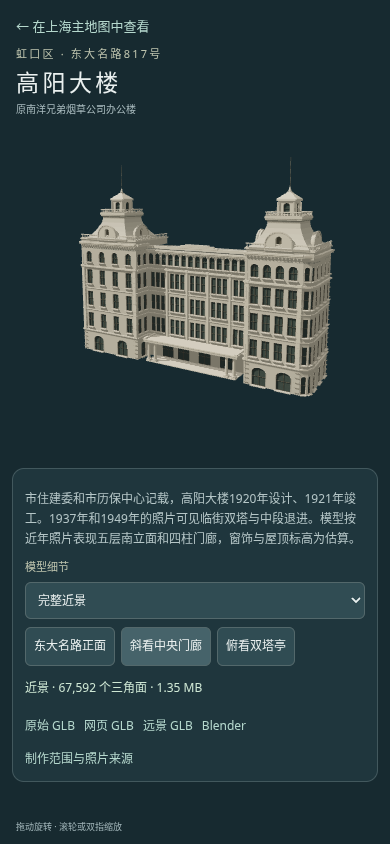 ← 在上海主地图中查看
虹口区 · 东大名路817号
高阳大楼
原南洋兄弟烟草公司办公楼
市住建委和市历保中心记载，高阳大楼1920年设计、1921年竣
工。1937年和1949年的照片可见临街双塔与中段退进。模型按
近年照片表现五层南立面和四柱门廊，窗饰与屋顶标高为估算。
模型细节
完整近景
东大名路正面 斜看中央门廊 俯看双塔亭
近景 · 67,592 个三角面 · 1.35 MB
原始 GLB 网页 GLB 远景 GLB Blender
制作范围与照片来源
拖动旋转 · 滚轮或双指缩放